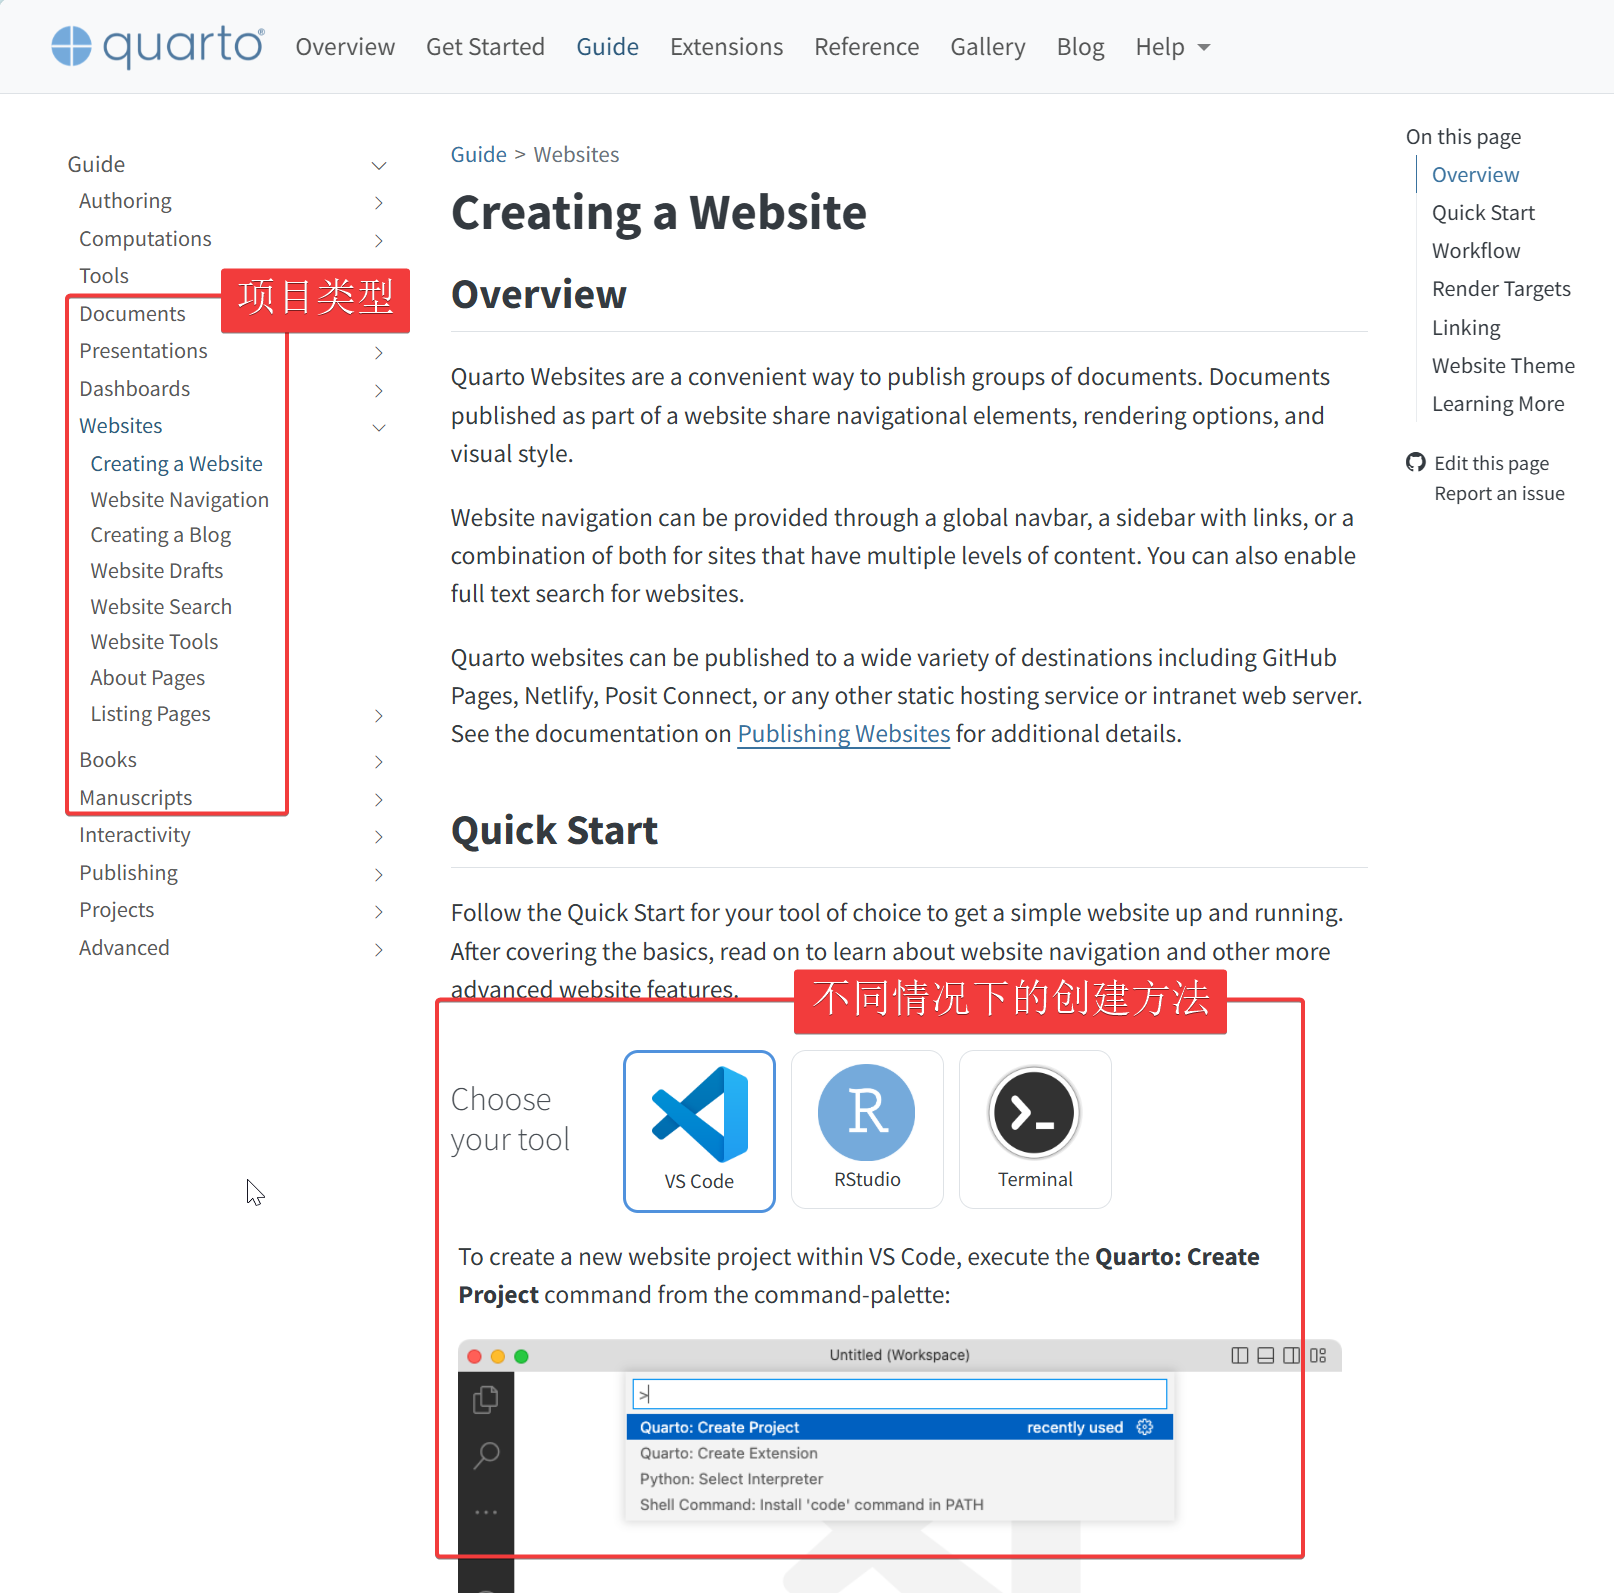 quarto®
Overview
Get Started
Guide
Extensions
Reference
Gallery
Blog
Help
Guide
Authoring
Computations
Tools
项目类型
Documents
Presentations
Dashboards
Websites
Creating a Website
Website Navigation
Creating a Blog
Website Drafts
Website Search
Website Tools
About Pages
Listing Pages
Books
Manuscripts
Interactivity
Publishing
Projects
Advanced
Guide > Websites
Creating a Website
Overview
Quarto Websites are a convenient way to publish groups of documents. Documents
published as part of a website share navigational elements, rendering options, and
visual style.
Website navigation can be provided through a global navbar, a sidebar with links, or a
combination of both for sites that have multiple levels of content. You can also enable
full text search for websites.
Quarto websites can be published to a wide variety of destinations including GitHub
Pages, Netlify, Posit Connect, or any other static hosting service or intranet web server.
See the documentation on Publishing Websites for additional details.
Quick Start
Follow the Quick Start for your tool of choice to get a simple website up and running.
After covering the basics, read on to learn about website navigation and other more
advanced website features.
不同情况下的创建方法
Choose
your tool
VS Code
R
RStudio
Terminal
To create a new website project within VS Code, execute the Quarto: Create
Project command from the command-palette:
Untitled (Workspace)
>
Quarto: Create Project recently used
Quarto: Create Extension
Python: Select Interpreter
Shell Command: Install 'code' command in PATH
On this page
Overview
Quick Start
Workflow
Render Targets
Linking
Website Theme
Learning More
Edit this page
Report an issue